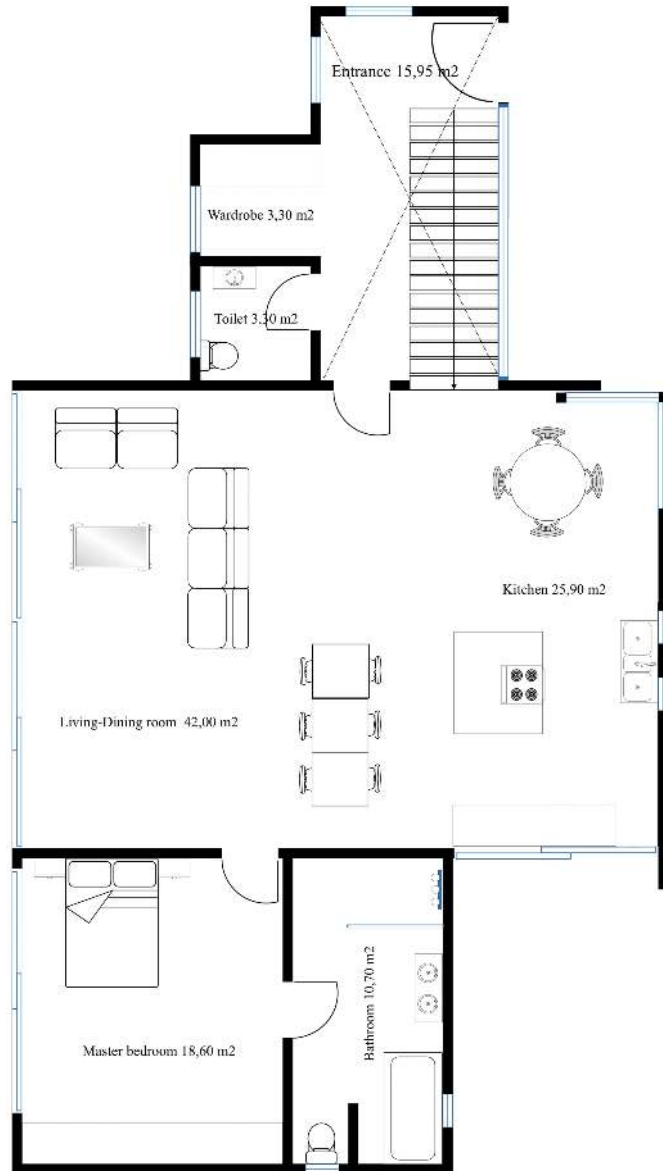 Entrance 15,95 m2
Wardrobe 3,30 m2
Toilet 3.30 m2
Kitchen 25,90 m2
Living-Dining room 42,00 m2
Bathroom 10,70 m2
Master bedroom 18,60 m2